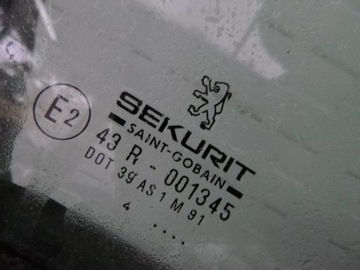 SEKURIT
SAINT-GOBAIN
E2
43 R - 001345
DOT 39 AS 1 M 91
4 ....